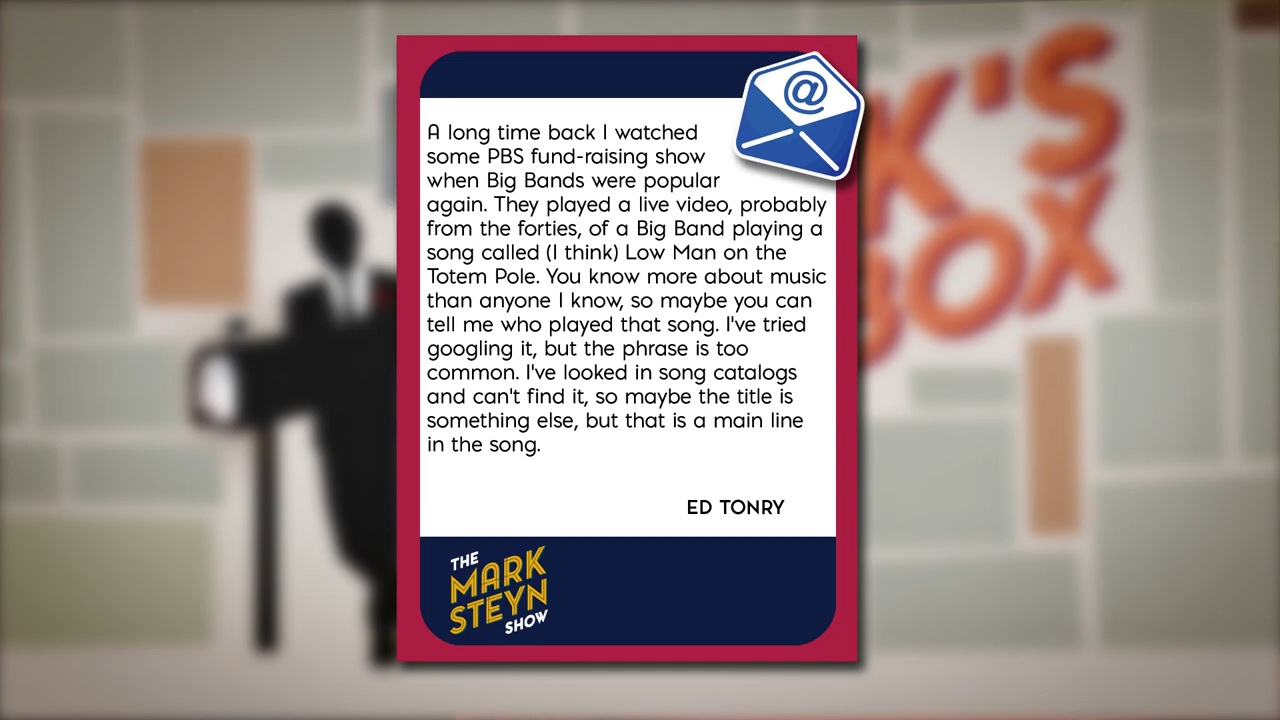 A long time back I watched
some PBS fund-raising show
when Big Bands were popular
again. They played a live video, probably
from the forties, of a Big Band playing a
song called (I think) Low Man on the
Totem Pole. You know more about music
than anyone I know, so maybe you can
tell me who played that song. I've tried
googling it, but the phrase is too
common. I've looked in song catalogs
and can't find it, so maybe the title is
something else, but that is a main line
in the song.
ED TONRY
THE
MARK
STEYN
SHOW
@
K'S
BOX